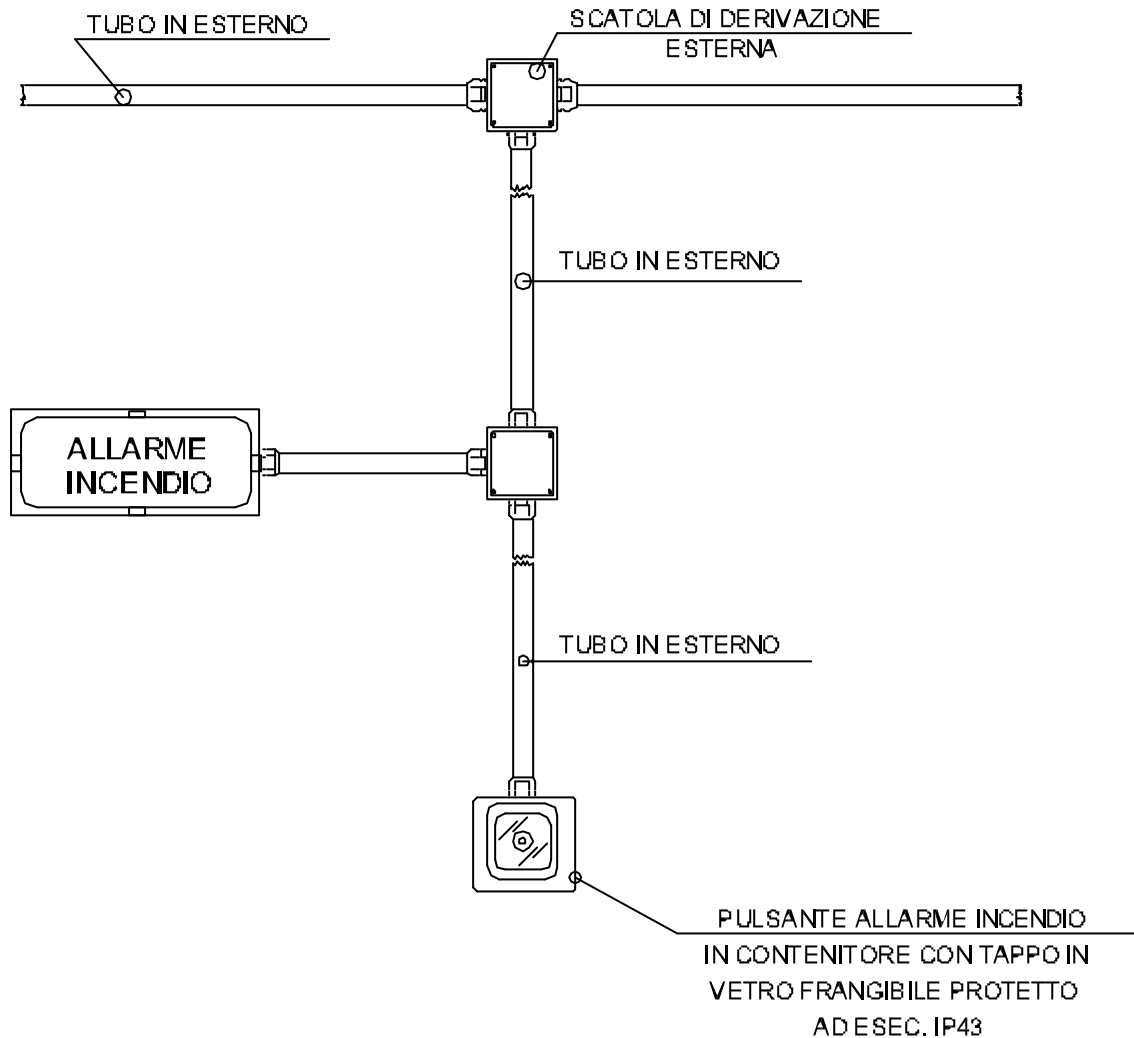 TUBO IN ESTERNO
SCATOLA DI DERIVAZIONE
ESTERNA
TUBO IN ESTERNO
ALLARME
INCENDIO
TUBO IN ESTERNO
PULSANTE ALLARME INCENDIO
IN CONTENITORE CON TAPPO IN
VETRO FRANGIBILE PROTETTO
AD ESEC. IP43